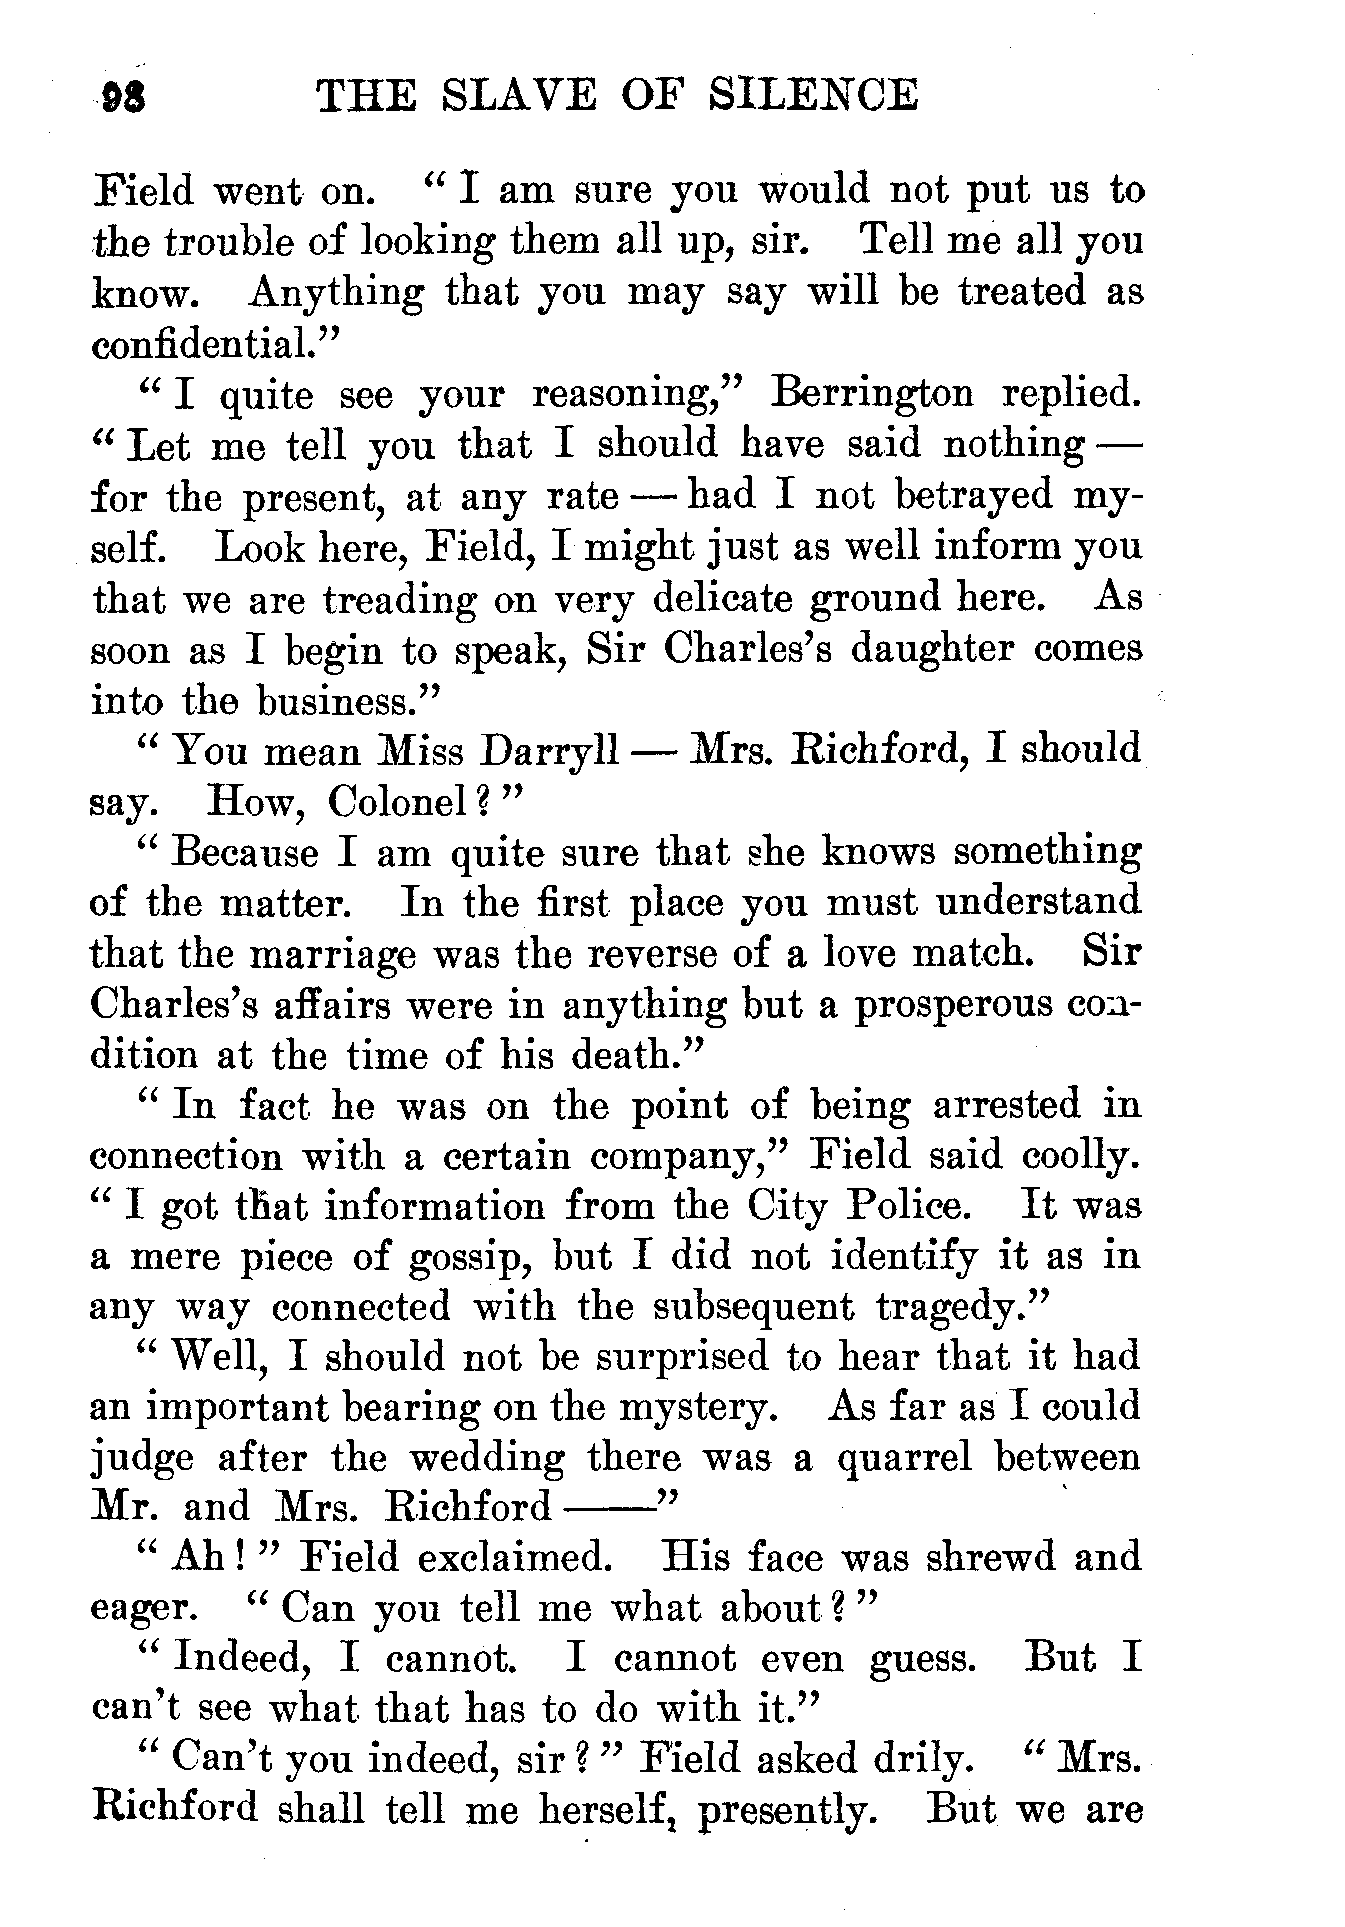 98 THE SLAVE OF SILENCE
Field went on. “ I am sure you would not put us to
the trouble of looking them all up, sir. Tell me all you
know. Anything that you may say will be treated as
confidential.”
“ I quite see your reasoning,” Berrington replied.
“ Let me tell you that I should have said nothing —
for the present, at any rate — had I not betrayed my-
self. Look here, Field, I might just as well inform you
that we are treading on very delicate ground here. As
soon as I begin to speak, Sir Charles’s daughter comes
into the business.”
“ You mean Miss Darryll — Mrs. Richford, I should
say. How, Colonel ? ”
“ Because I am quite sure that she knows something
of the matter. In the first place you must understand
that the marriage was the reverse of a love match. Sir
Charles’s affairs were in anything but a prosperous con-
dition at the time of his death.”
“ In fact he was on the point of being arrested in
connection with a certain company,” Field said coolly.
“ I got that information from the City Police. It was
a mere piece of gossip, but I did not identify it as in
any way connected with the subsequent tragedy.”
“ Well, I should not be surprised to hear that it had
an important bearing on the mystery. As far as I could
judge after the wedding there was a quarrel between
Mr. and Mrs. Richford ——”
“ Ah ! ” Field exclaimed. His face was shrewd and
eager. “ Can you tell me what about ? ”
“ Indeed, I cannot. I cannot even guess. But I
can’t see what that has to do with it.”
“ Can’t you indeed, sir ? ” Field asked drily. “ Mrs.
Richford shall tell me herself, presently. But we are